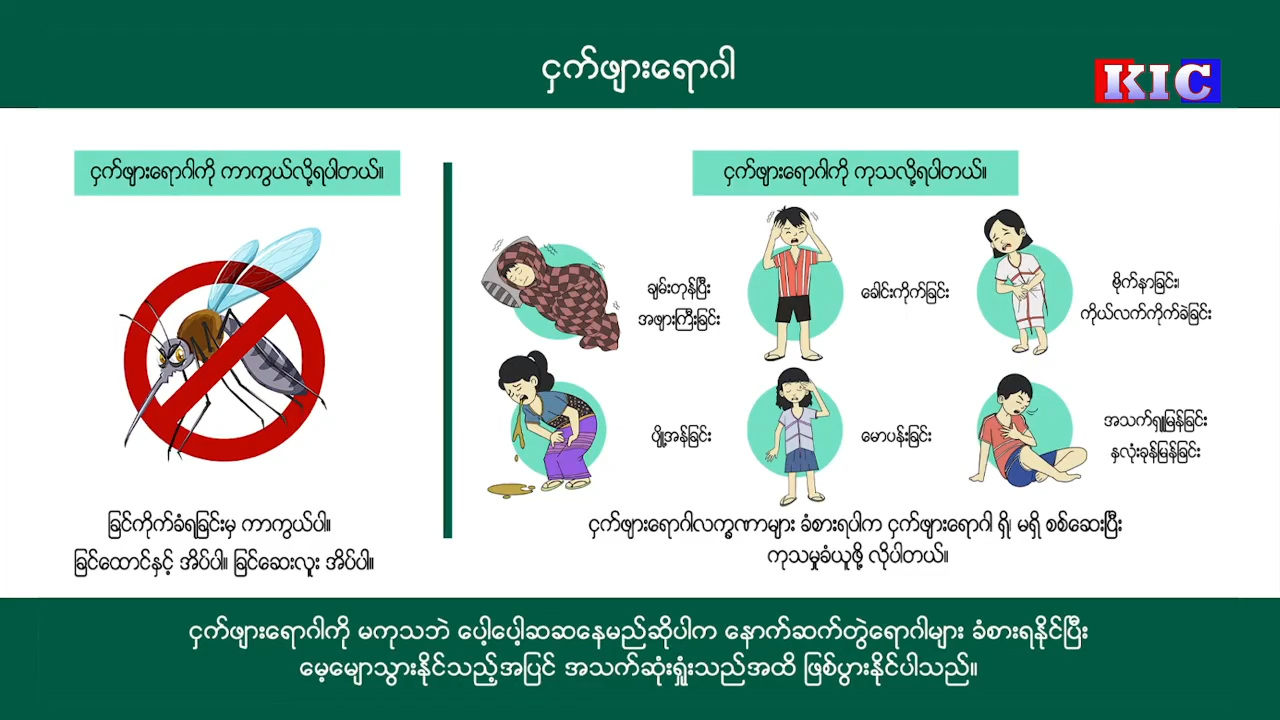 ငှက်ဖျားရောဂါ
KIC
ငှက်ဖျားရောဂါကို ကာကွယ်လို့ရပါတယ်။
ခြင်ကိုက်ခံရခြင်းမှ ကာကွယ်ပါ။
ခြင်ထောင်နှင့် အိပ်ပါ။ ခြင်ဆေးလူး အိပ်ပါ။
ငှက်ဖျားရောဂါကို ကုသလို့ရပါတယ်။
ချမ်းတုန်ပြီး
အဖျားကြီးခြင်း
ခေါင်းကိုက်ခြင်း
ဗိုက်နာခြင်း၊
ကိုယ်လက်ကိုက်ခဲခြင်း
ပျို့အန်ခြင်း
မောပန်းခြင်း
အသက်ရှူမြန်ခြင်း
နှလုံးခုန်မြန်ခြင်း
ငှက်ဖျားရောဂါလက္ခဏာများ ခံစားရပါက ငှက်ဖျားရောဂါ ရှိ၊ မရှိ စစ်ဆေးပြီး
ကုသမှုခံယူဖို့ လိုပါတယ်။
ငှက်ဖျားရောဂါကို မကုသဘဲ ပေါ့ပေါ့ဆဆနေမည်ဆိုပါက နောက်ဆက်တွဲရောဂါများ ခံစားရနိုင်ပြီး
မေ့မျောသွားနိုင်သည့်အပြင် အသက်ဆုံးရှုံးသည်အထိ ဖြစ်ပွားနိုင်ပါသည်။